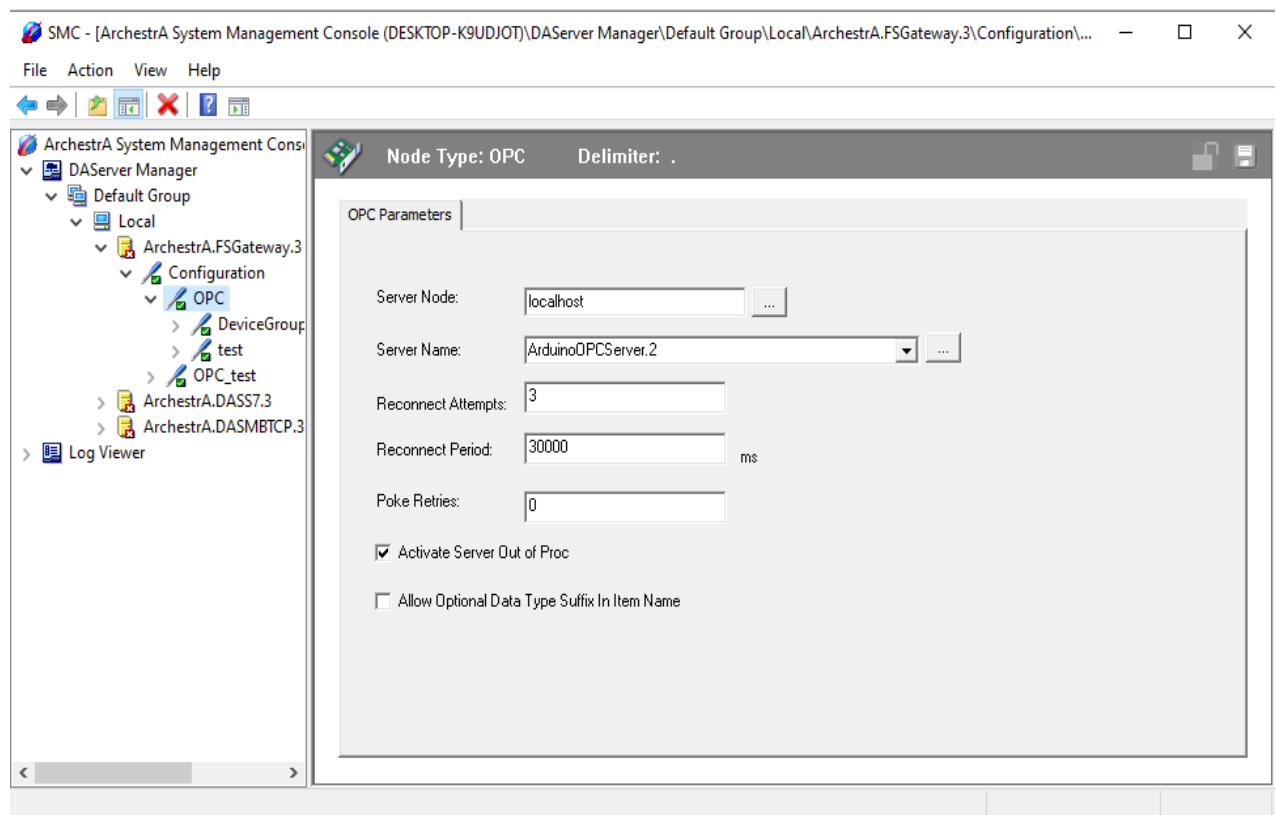 SMC - [ArchestrA System Management Console (DESKTOP-K9UDJOT)\DAServer Manager\Default Group\Local\ArchestrA.FSGateway.3\Configuration\...
File Action View Help
ArchestrA System Management Conso
DAServer Manager
Default Group
Local
ArchestrA.FSGateway.3
Configuration
OPC
DeviceGroup
test
OPC_test
ArchestrA.DASS7.3
ArchestrA.DASMBTCP.3
Log Viewer
Node Type: OPC Delimiter: .
OPC Parameters
Server Node: localhost ...
Server Name: ArduinoOPCServer.2 ...
Reconnect Attempts: 3
Reconnect Period: 30000 ms
Poke Retries: 0
Activate Server Out of Proc
Allow Optional Data Type Suffix In Item Name